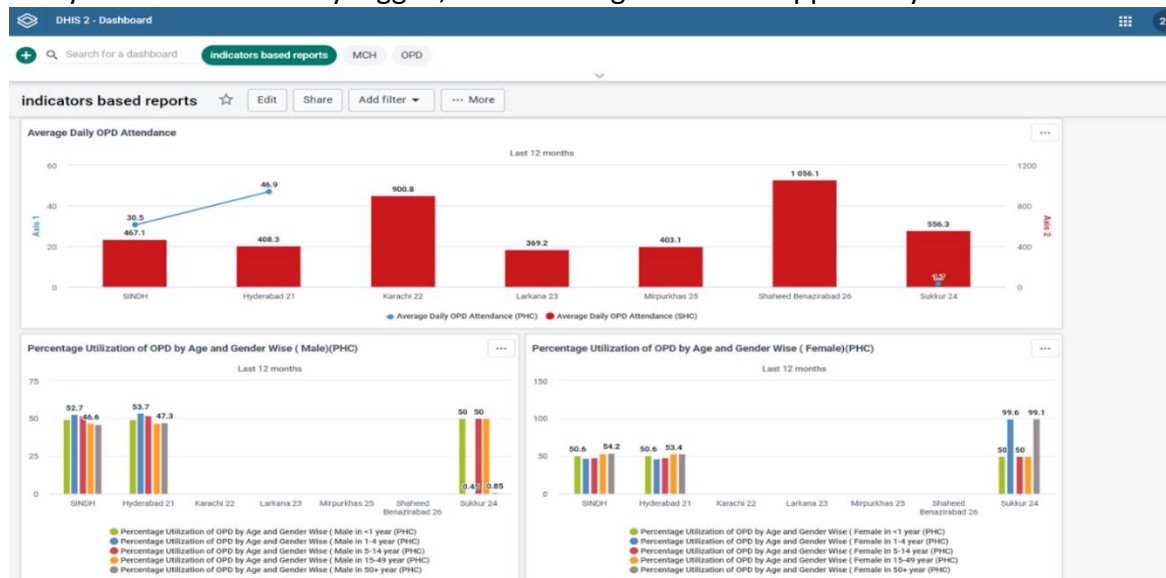 DHIS 2 - Dashboard
Search for a dashboard indicators based reports MCH OPD
indicators based reports Edit Share Add filter ... More
Average Daily OPD Attendance
Last 12 months
60 1200
46.9 900.8 1 056.1
40 800
30.5 467.1 408.3 369.2 403.1 556.3
Axis 1 Axis 2
20 400
1.7
0 0
SINDH Hyderabad 21 Karachi 22 Larkana 23 Mirpurkhas 25 Shaheed Benazirabad 26 Sukkur 24
Average Daily OPD Attendance (PHC) Average Daily OPD Attendance (SHC)
Percentage Utilization of OPD by Age and Gender Wise ( Male)(PHC)
Last 12 months
75
52.7 46.6 53.7 47.3 50 50
50
25
0.45 0.85
0
SINDH Hyderabad 21 Karachi 22 Larkana 23 Mirpurkhas 25 Shaheed Benazirabad 26 Sukkur 24
Percentage Utilization of OPD by Age and Gender Wise ( Male in <1 year (PHC)
Percentage Utilization of OPD by Age and Gender Wise ( Male in 1-4 year (PHC)
Percentage Utilization of OPD by Age and Gender Wise ( Male in 5-14 year (PHC)
Percentage Utilization of OPD by Age and Gender Wise ( Male in 15-49 year (PHC)
Percentage Utilization of OPD by Age and Gender Wise ( Male in 50+ year (PHC)
Percentage Utilization of OPD by Age and Gender Wise ( Female)(PHC)
Last 12 months
150
100
99.6 99.1
50.6 54.2 50.6 53.4 50 50
50
0
SINDH Hyderabad 21 Karachi 22 Larkana 23 Mirpurkhas 25 Shaheed Benazirabad 26 Sukkur 24
Percentage Utilization of OPD by Age and Gender Wise ( Female in <1 year (PHC)
Percentage Utilization of OPD by Age and Gender Wise ( Female in 1-4 year (PHC)
Percentage Utilization of OPD by Age and Gender Wise ( Female in 5-14 year (PHC)
Percentage Utilization of OPD by Age and Gender Wise ( Female in 15-49 year (PHC)
Percentage Utilization of OPD by Age and Gender Wise ( Female in 50+ year (PHC)